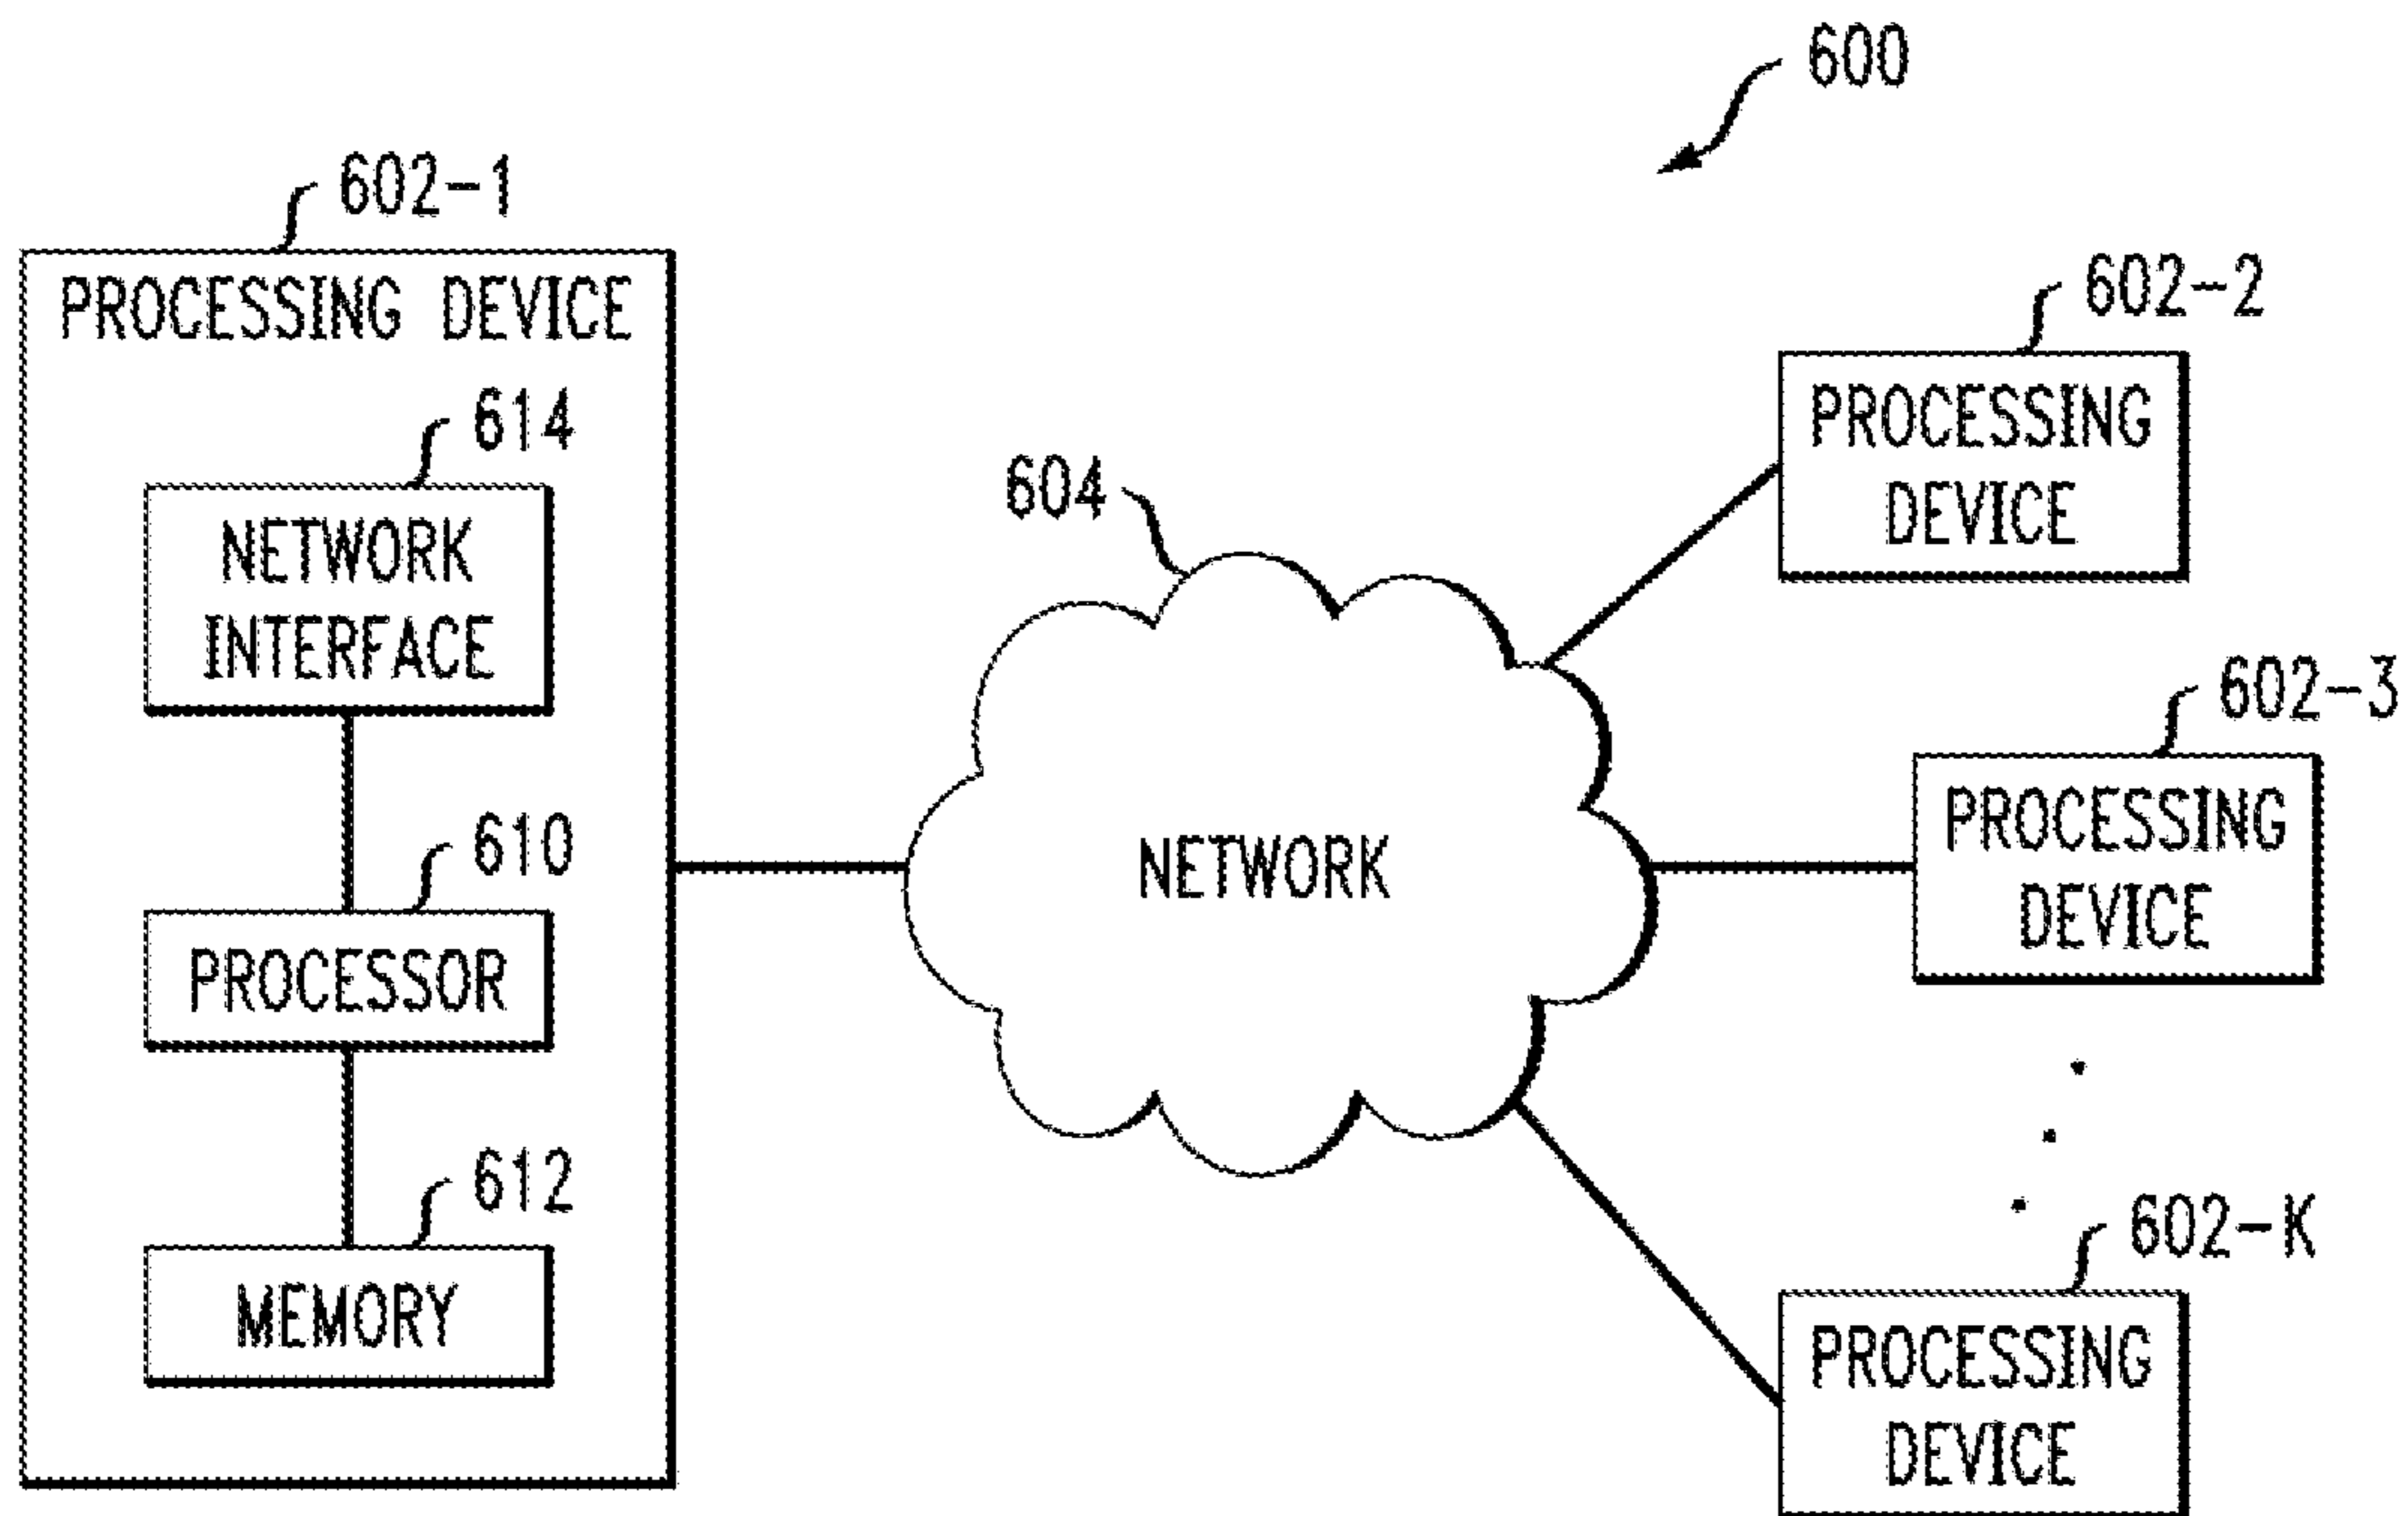 600
602-1
PROCESSING DEVICE
614
NETWORK
INTERFACE
610
PROCESSOR
612
MEMORY
604
NETWORK
602-2
PROCESSING
DEVICE
602-3
PROCESSING
DEVICE
602-K
PROCESSING
DEVICE